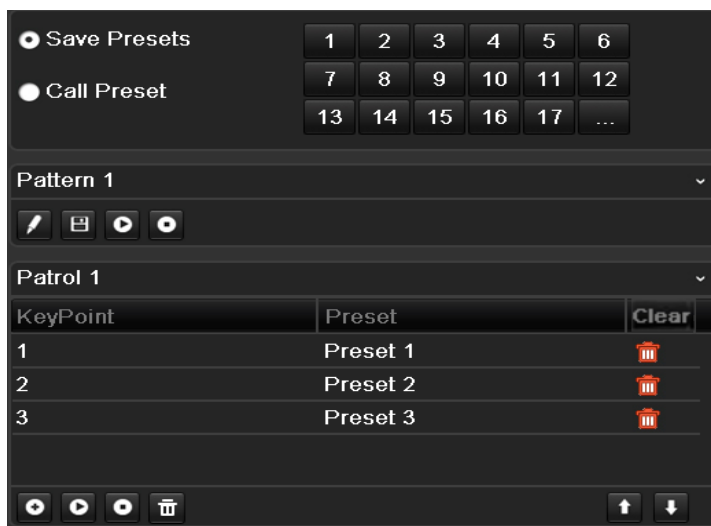 Save Presets
1 2 3 4 5 6
Call Preset
7 8 9 10 11 12
13 14 15 16 17 ...
Pattern 1
Patrol 1
KeyPoint Preset Clear
1 Preset 1
2 Preset 2
3 Preset 3